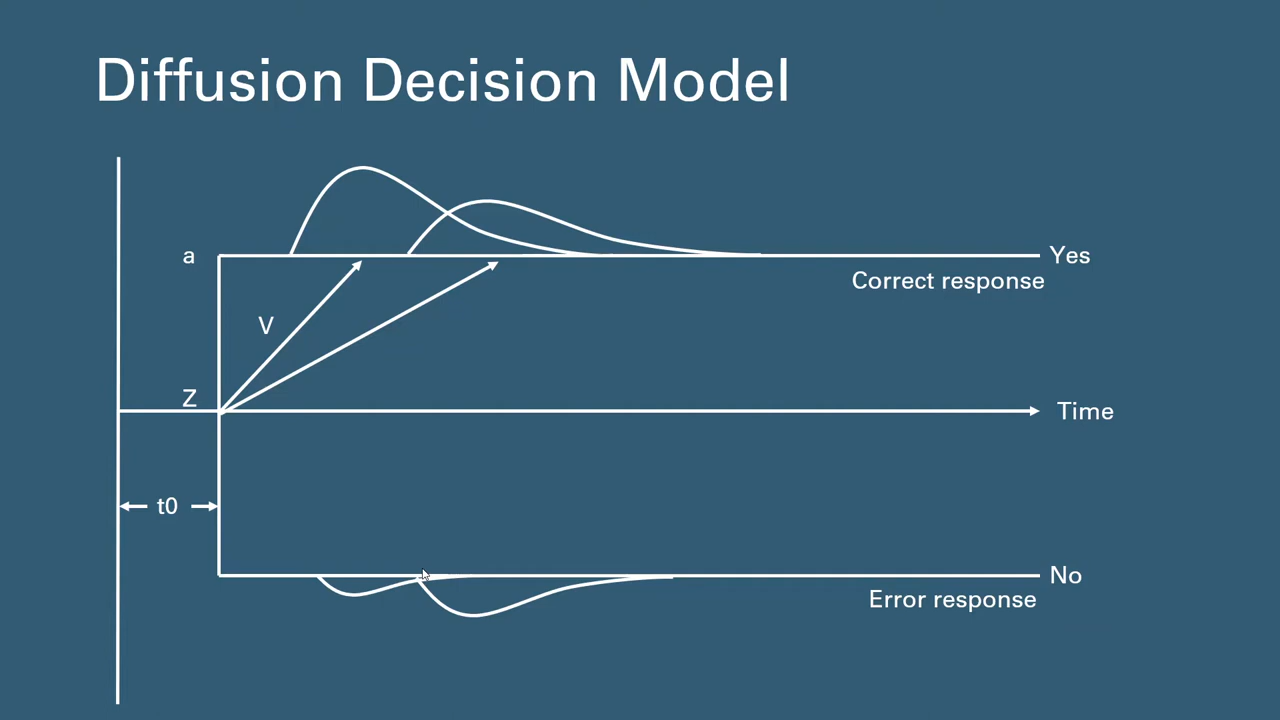 Diffusion Decision Model
a
Yes
Correct response
V
Z
Time
t0
No
Error response